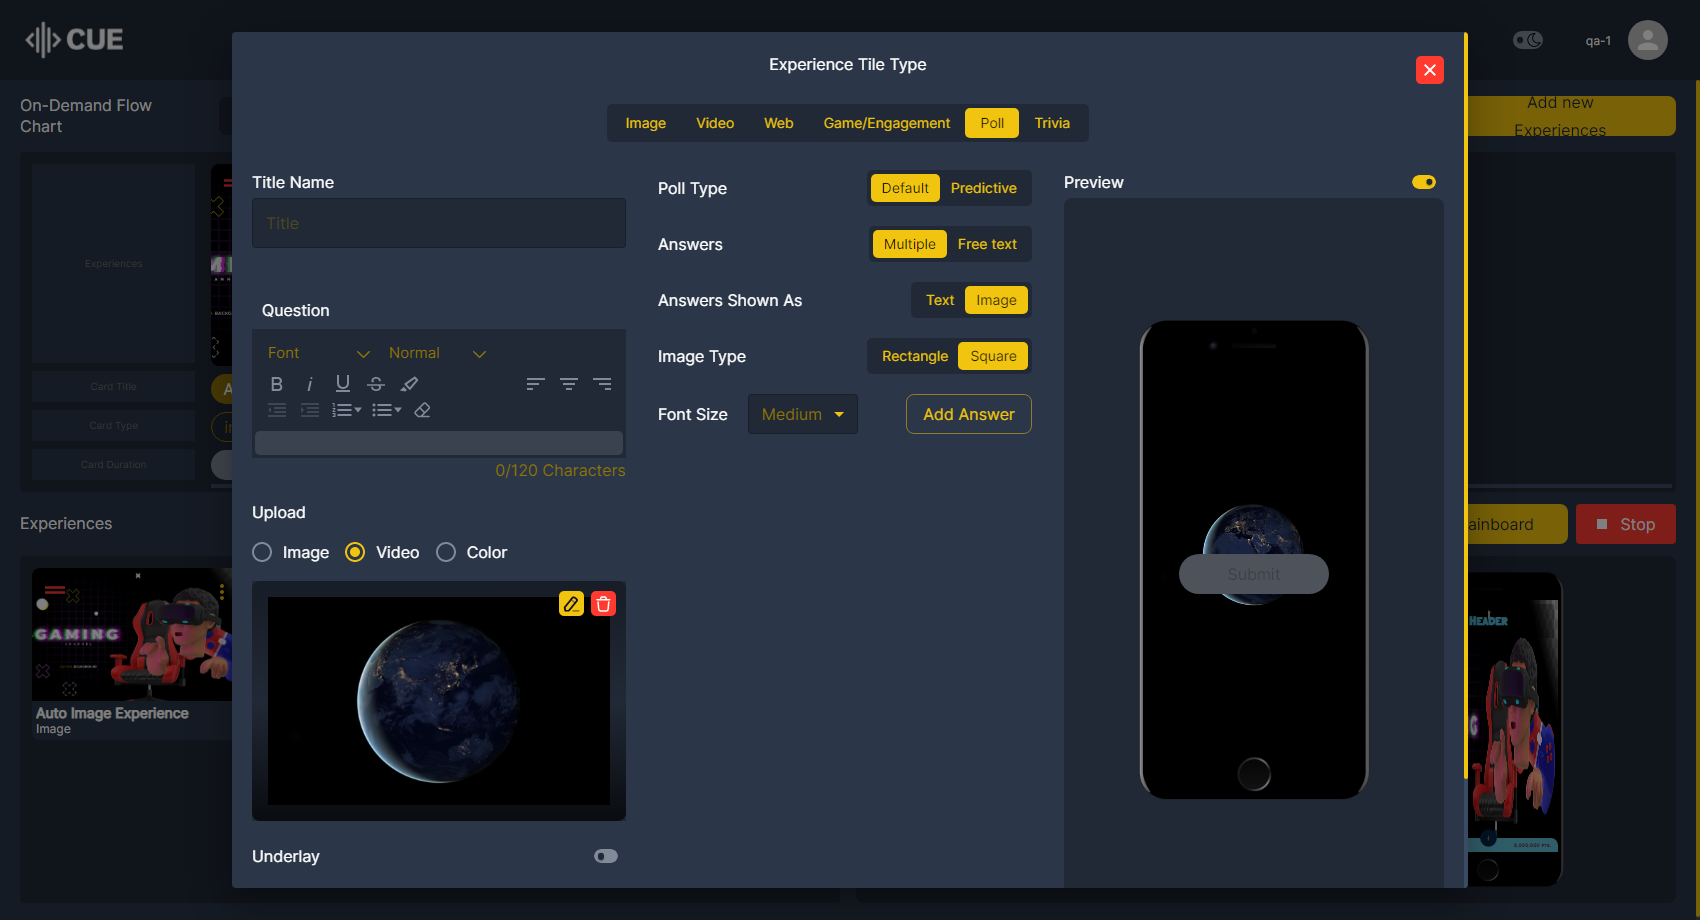 CUE
Experience Tile Type
qa-1
On-Demand Flow
Chart
Add new
Experiences
Image Video Web Game/Engagement Poll Trivia
Title Name
Title
Poll Type
Default Predictive
Preview
Answers
Multiple Free text
Experiences
Answers Shown As
Text Image
Question
Image Type
Rectangle Square
Font Normal
Card Title
Font Size
Medium
Add Answer
Card Type
Card Duration
0/120 Characters
Upload
Image Video Color
Experiences
ainboard
Stop
Submit
GAMING
HEADER
Auto Image Experience
Image
Underlay